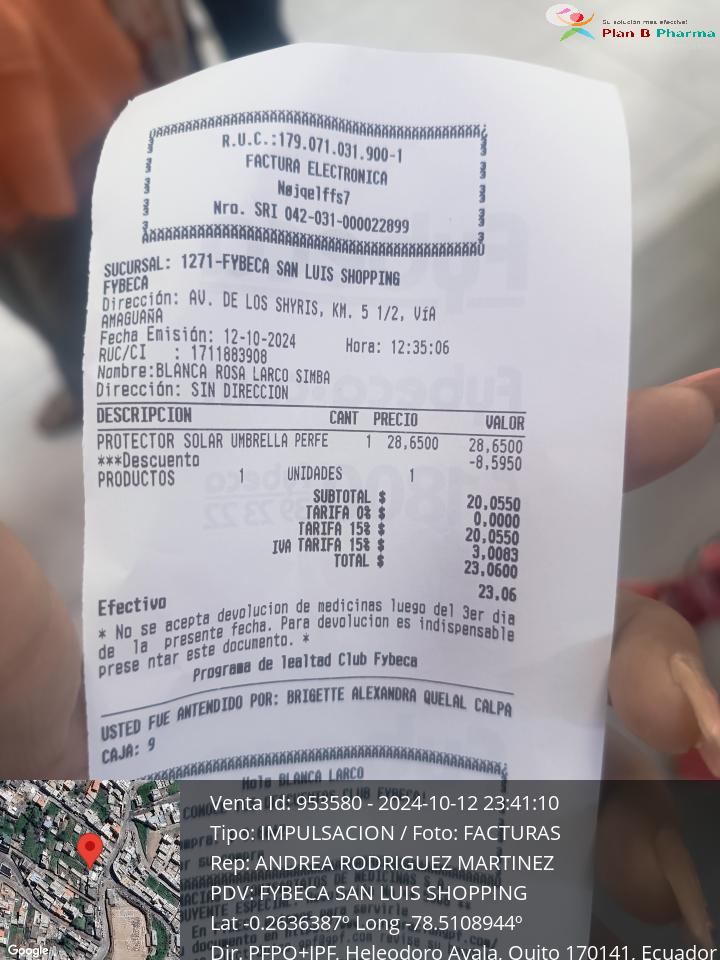 Su solución más efectiva!
Plan B Pharma
R.U.C.:179.071.031.900-1
FACTURA ELECTRONICA
Nøjqelffs7
Nro. SRI 042-031-000022899
SUCURSAL: 1271-FYBECA SAN LUIS SHOPPING
FYBECA
Dirección: AV. DE LOS SHYRIS, KM. 5 1/2, VíA
AMAGUAÑA
Fecha Emisión: 12-10-2024 Hora: 12:35:06
RUC/CI : 1711883908
Nombre:BLANCA ROSA LARCO SIMBA
Dirección: SIN DIRECCION
DESCRIPCION CANT PRECIO VALOR
PROTECTOR SOLAR UMBRELLA PERFE 1 28,6500 28,6500
***Descuento -8,5950
PRODUCTOS 1 UNIDADES 1
SUBTOTAL $ 20,0550
TARIFA 0% $ 0,0000
TARIFA 15% $ 20,0550
IVA TARIFA 15% $ 3,0083
TOTAL $ 23,0600
Efectivo 23,06
* No se acepta devolucion de medicinas luego del 3er dia
de la presente fecha. Para devolucion es indispensable
prese ntar este documento. *
Programa de lealtad Club Fybeca
USTED FUE ANTENDIDO POR: BRIGETTE ALEXANDRA QUELAL CALPA
CAJA: 9
Hola BLANCA LARCO
Venta Id: 953580 - 2024-10-12 23:41:10
Tipo: IMPULSACION / Foto: FACTURAS
Rep: ANDREA RODRIGUEZ MARTINEZ
PDV: FYBECA SAN LUIS SHOPPING
Lat -0.2636387º Long -78.5108944º
Dir. PFPQ+JPF, Heleodoro Ayala, Quito 170141, Ecuador
Google